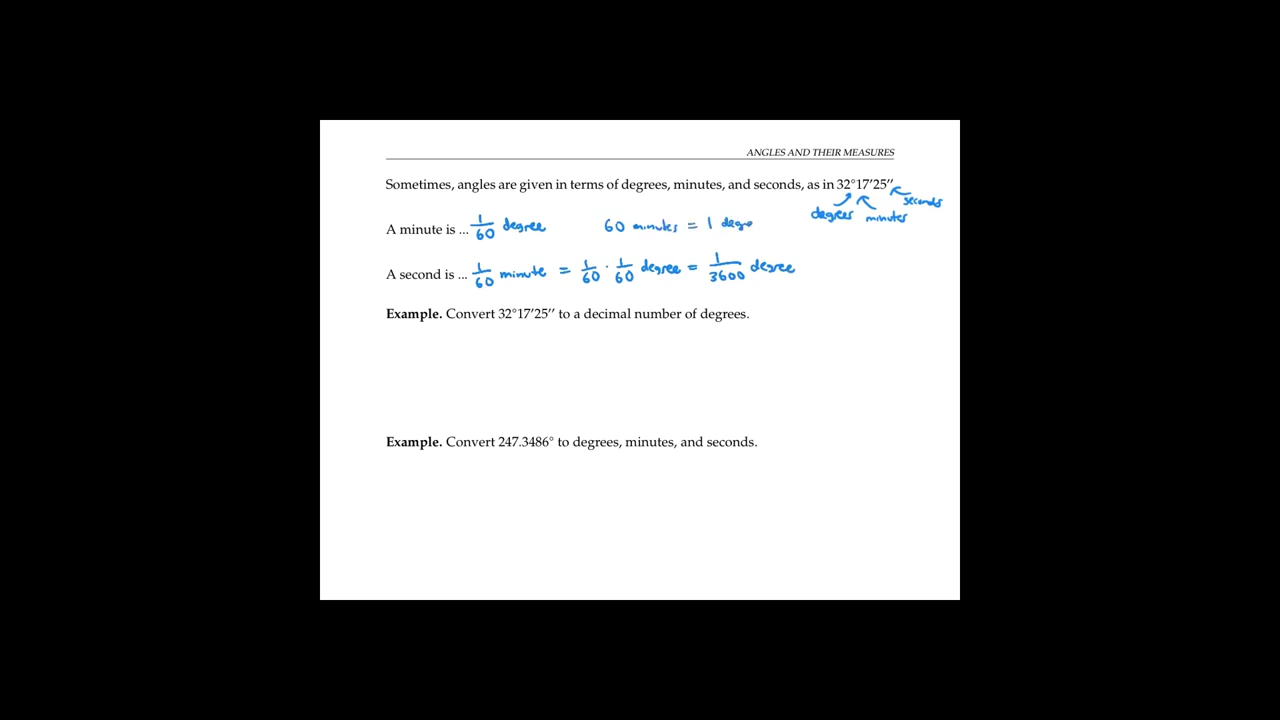 ANGLES AND THEIR MEASURES
Sometimes, angles are given in terms of degrees, minutes, and seconds, as in 32°17′25″
degrees minutes seconds
A minute is ... 1/60 degree 60 minutes = 1 degre
A second is ... 1/60 minute = 1/60 · 1/60 degree = 1/3600 degree
Example. Convert 32°17′25″ to a decimal number of degrees.
Example. Convert 247.3486° to degrees, minutes, and seconds.